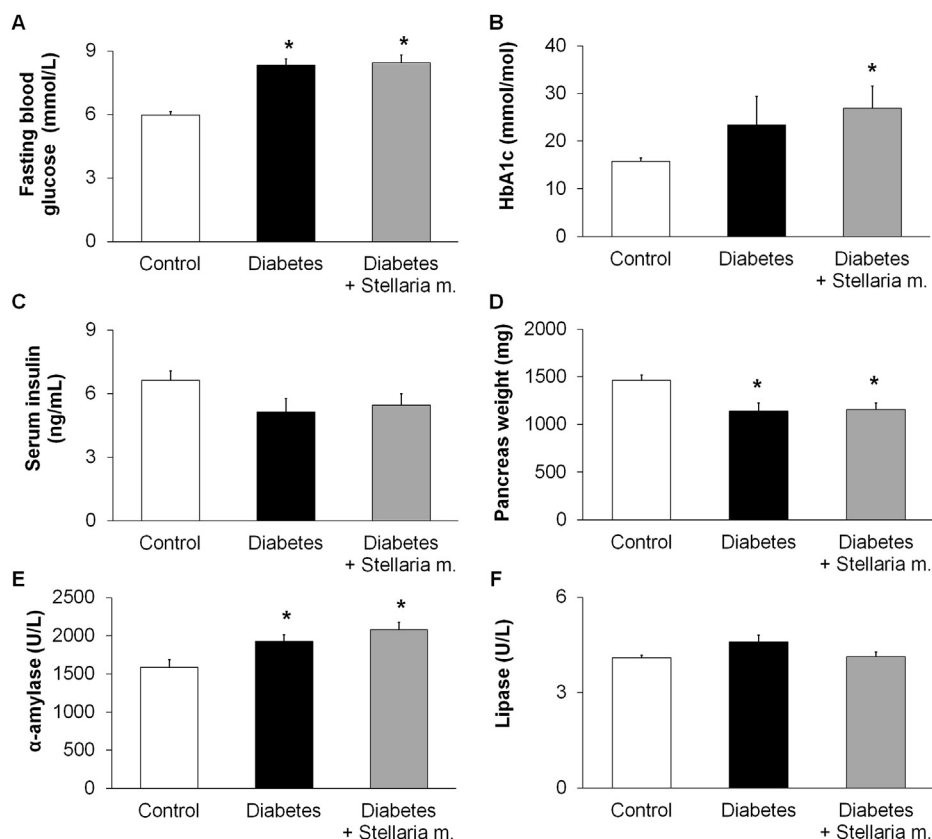 A
Fasting blood
glucose (mmol/L)
9
6
3
0
*
*
Control
Diabetes
Diabetes
+ Stellaria m.
B
HbA1c (mmol/mol)
40
30
20
10
0
*
Control
Diabetes
Diabetes
+ Stellaria m.
C
Serum insulin
(ng/mL)
9
6
3
0
Control
Diabetes
Diabetes
+ Stellaria m.
D
Pancreas weight (mg)
2000
1500
1000
500
0
*
*
Control
Diabetes
Diabetes
+ Stellaria m.
E
α-amylase (U/L)
2500
2000
1500
1000
500
0
*
*
Control
Diabetes
Diabetes
+ Stellaria m.
F
Lipase (U/L)
6
3
0
Control
Diabetes
Diabetes
+ Stellaria m.